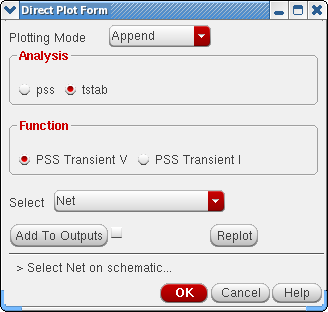 Direct Plot Form
Plotting Mode Append
Analysis
pss tstab
Function
PSS Transient V PSS Transient I
Select Net
Add To Outputs Replot
> Select Net on schematic...
OK Cancel Help